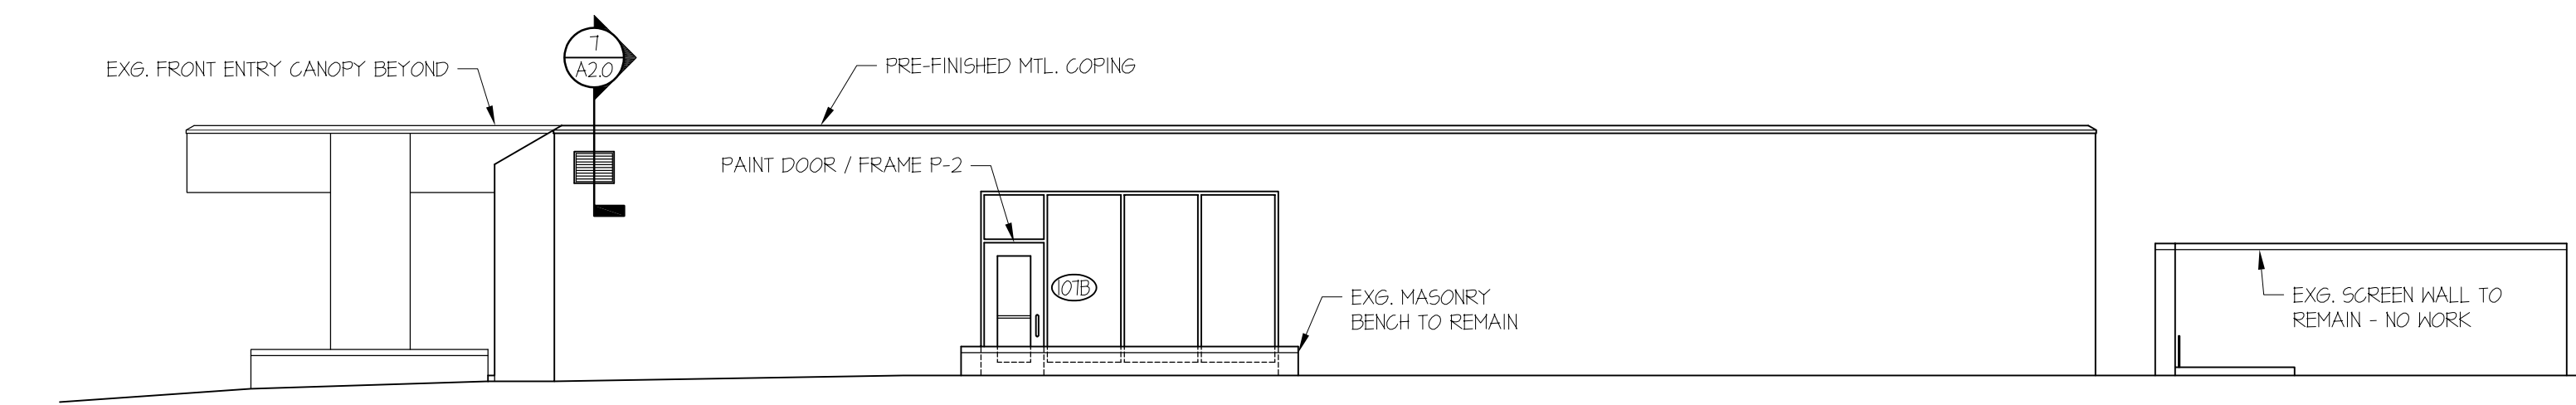 7
A2.0
EXG. FRONT ENTRY CANOPY BEYOND
PRE-FINISHED MTL. COPING
PAINT DOOR / FRAME P-2
107B
EXG. MASONRY
BENCH TO REMAIN
EXG. SCREEN WALL TO
REMAIN - NO WORK